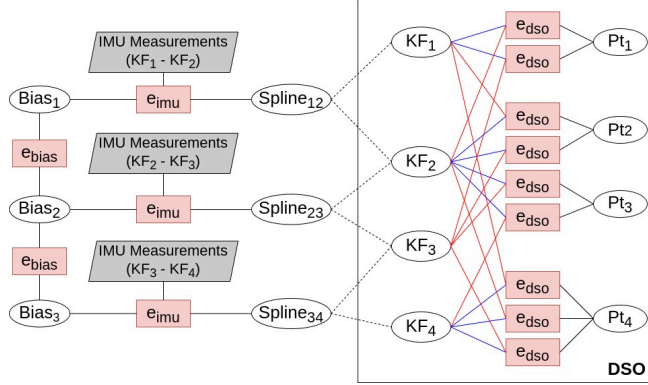 IMU Measurements
(KF1 - KF2)
Bias1
eimu
Spline12
ebias
IMU Measurements
(KF2 - KF3)
Bias2
eimu
Spline23
ebias
IMU Measurements
(KF3 - KF4)
Bias3
eimu
Spline34
KF1
KF2
KF3
KF4
edso
edso
edso
edso
edso
edso
edso
edso
edso
Pt1
Pt2
Pt3
Pt4
DSO